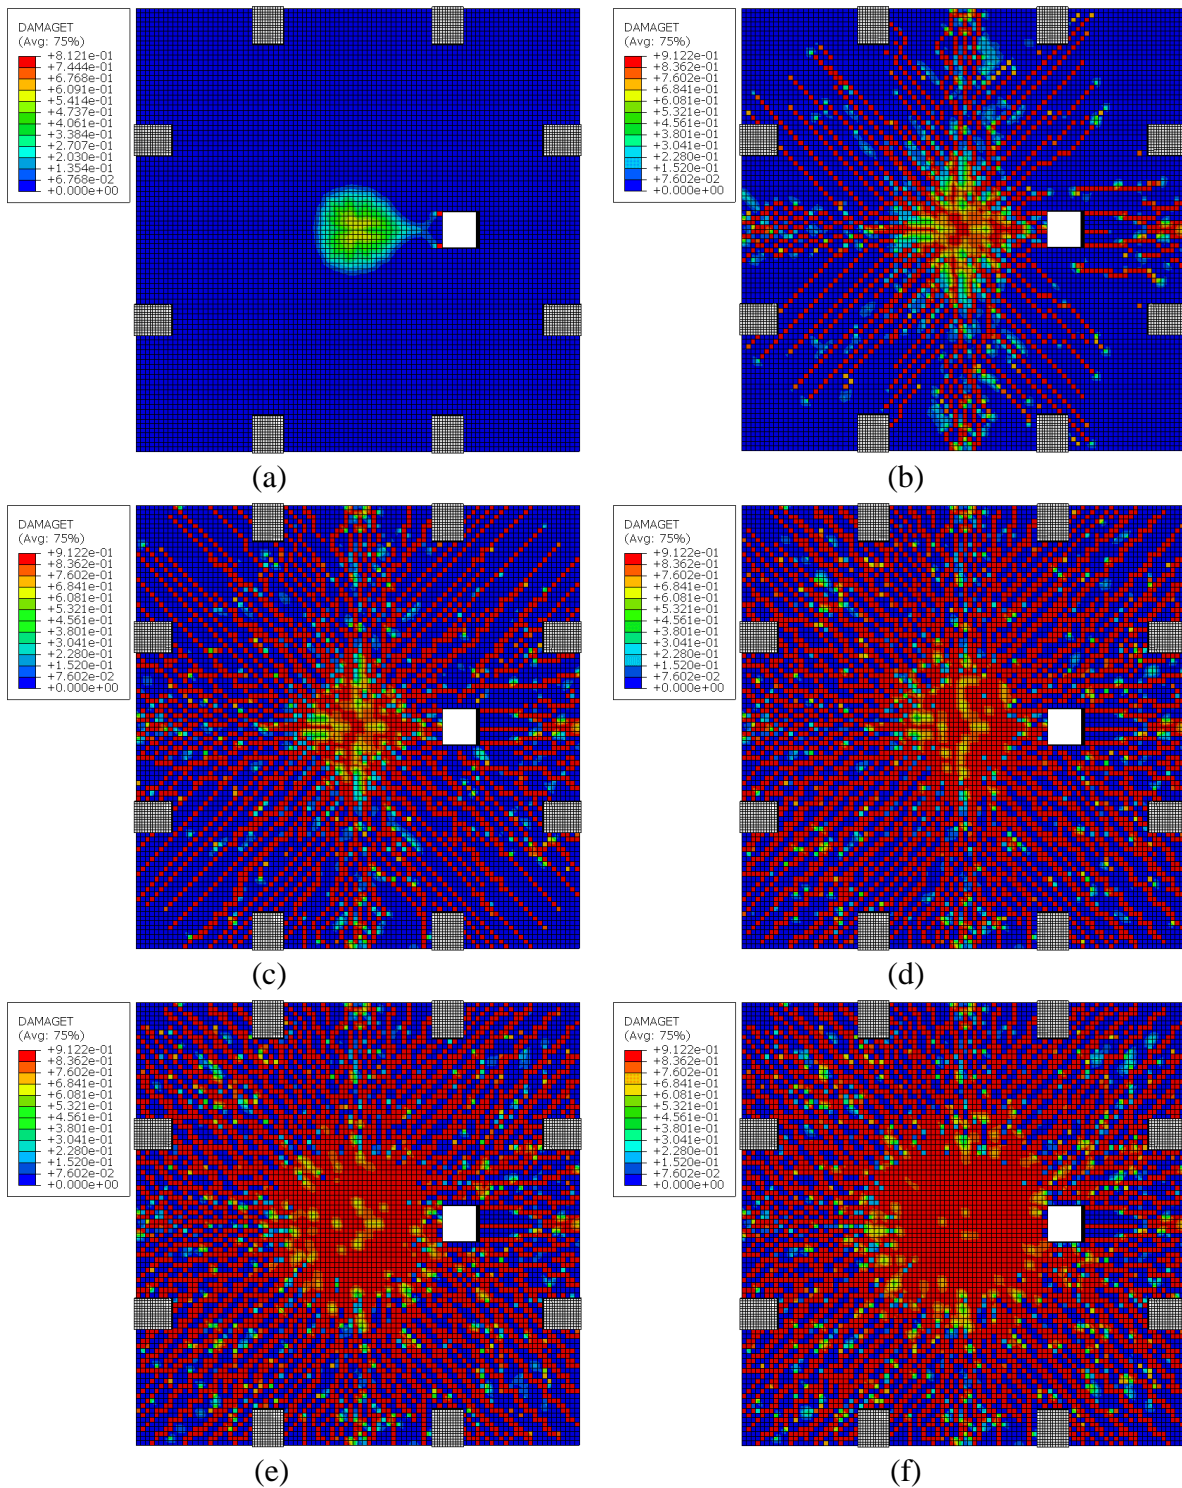 DAMAGET
(Avg: 75%)
+8.121e-01
+7.444e-01
+6.768e-01
+6.091e-01
+5.414e-01
+4.737e-01
+4.061e-01
+3.384e-01
+2.707e-01
+2.030e-01
+1.354e-01
+6.768e-02
+0.000e+00
(a)
DAMAGET
(Avg: 75%)
+9.122e-01
+8.362e-01
+7.602e-01
+6.841e-01
+6.081e-01
+5.321e-01
+4.561e-01
+3.801e-01
+3.041e-01
+2.280e-01
+1.520e-01
+7.602e-02
+0.000e+00
(b)
DAMAGET
(Avg: 75%)
+9.122e-01
+8.362e-01
+7.602e-01
+6.841e-01
+6.081e-01
+5.321e-01
+4.561e-01
+3.801e-01
+3.041e-01
+2.280e-01
+1.520e-01
+7.602e-02
+0.000e+00
(c)
DAMAGET
(Avg: 75%)
+9.122e-01
+8.362e-01
+7.602e-01
+6.841e-01
+6.081e-01
+5.321e-01
+4.561e-01
+3.801e-01
+3.041e-01
+2.280e-01
+1.520e-01
+7.602e-02
+0.000e+00
(d)
DAMAGET
(Avg: 75%)
+9.122e-01
+8.362e-01
+7.602e-01
+6.841e-01
+6.081e-01
+5.321e-01
+4.561e-01
+3.801e-01
+3.041e-01
+2.280e-01
+1.520e-01
+7.602e-02
+0.000e+00
(e)
DAMAGET
(Avg: 75%)
+9.122e-01
+8.362e-01
+7.602e-01
+6.841e-01
+6.081e-01
+5.321e-01
+4.561e-01
+3.801e-01
+3.041e-01
+2.280e-01
+1.520e-01
+7.602e-02
+0.000e+00
(f)